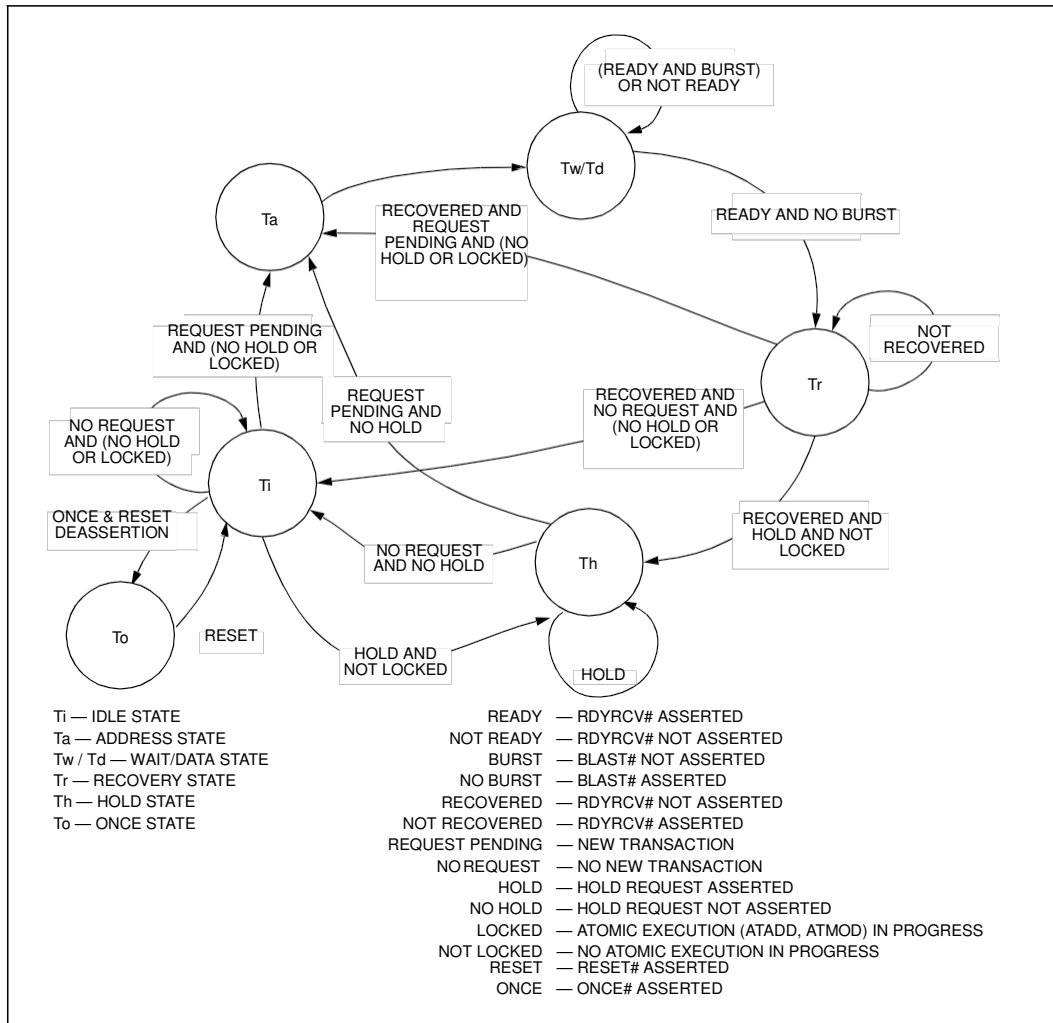 (READY AND BURST)
OR NOT READY
Tw/Td
Ta
RECOVERED AND
REQUEST
PENDING AND (NO
HOLD OR LOCKED)
READY AND NO BURST
REQUEST PENDING
AND (NO HOLD OR
LOCKED)
NOT
RECOVERED
Tr
REQUEST
PENDING AND
NO HOLD
RECOVERED AND
NO REQUEST AND
(NO HOLD OR
LOCKED)
NO REQUEST
AND (NO HOLD
OR LOCKED)
Ti
ONCE & RESET
DEASSERTION
RECOVERED AND
HOLD AND NOT
LOCKED
NO REQUEST
AND NO HOLD
Th
To
RESET
HOLD AND
NOT LOCKED
HOLD
Ti — IDLE STATE
Ta — ADDRESS STATE
Tw / Td — WAIT/DATA STATE
Tr — RECOVERY STATE
Th — HOLD STATE
To — ONCE STATE
READY — RDYRCV# ASSERTED
NOT READY — RDYRCV# NOT ASSERTED
BURST — BLAST# NOT ASSERTED
NO BURST — BLAST# ASSERTED
RECOVERED — RDYRCV# NOT ASSERTED
NOT RECOVERED — RDYRCV# ASSERTED
REQUEST PENDING — NEW TRANSACTION
NO REQUEST — NO NEW TRANSACTION
HOLD — HOLD REQUEST ASSERTED
NO HOLD — HOLD REQUEST NOT ASSERTED
LOCKED — ATOMIC EXECUTION (ATADD, ATMOD) IN PROGRESS
NOT LOCKED — NO ATOMIC EXECUTION IN PROGRESS
RESET — RESET# ASSERTED
ONCE — ONCE# ASSERTED